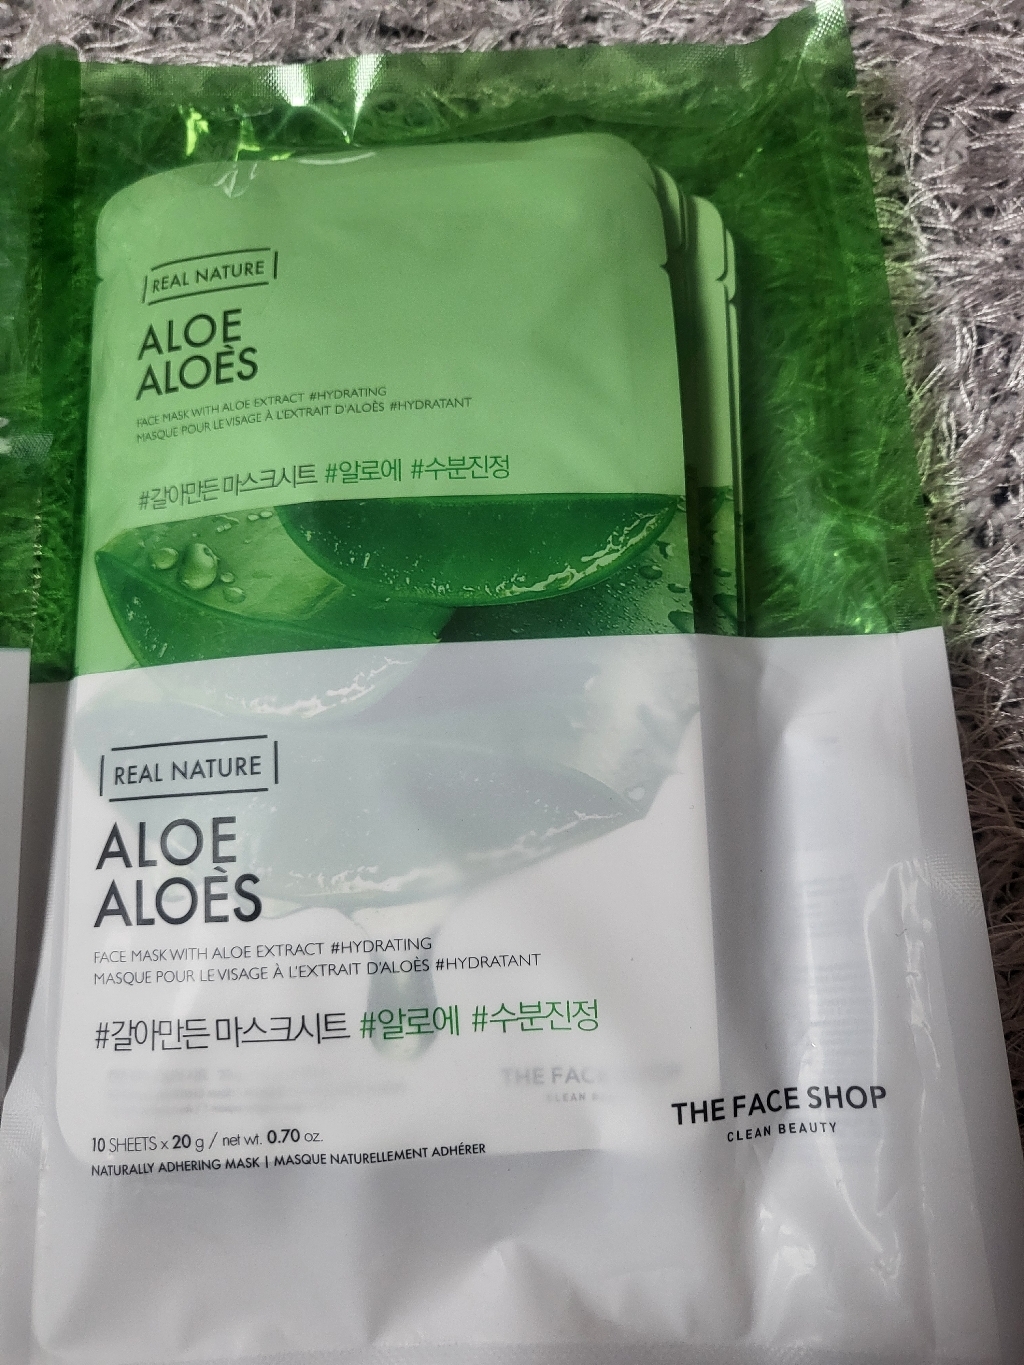 REAL NATURE
ALOE
ALOÈS
FACE MASK WITH ALOE EXTRACT #HYDRATING
MASQUE POUR LE VISAGE À L'EXTRAIT D'ALOÈS #HYDRATANT
#갈아만든 마스크시트 #알로에 #수분진정
REAL NATURE
ALOE
ALOÈS
FACE MASK WITH ALOE EXTRACT #HYDRATING
MASQUE POUR LE VISAGE À L'EXTRAIT D'ALOÈS #HYDRATANT
#갈아만든 마스크시트 #알로에 #수분진정
THE FACE SHOP
THE FACE SHOP
CLEAN BEAUTY
10 SHEETS x 20 g / net wt. 0.70 oz.
NATURALLY ADHERING MASK | MASQUE NATURELLEMENT ADHÉRER